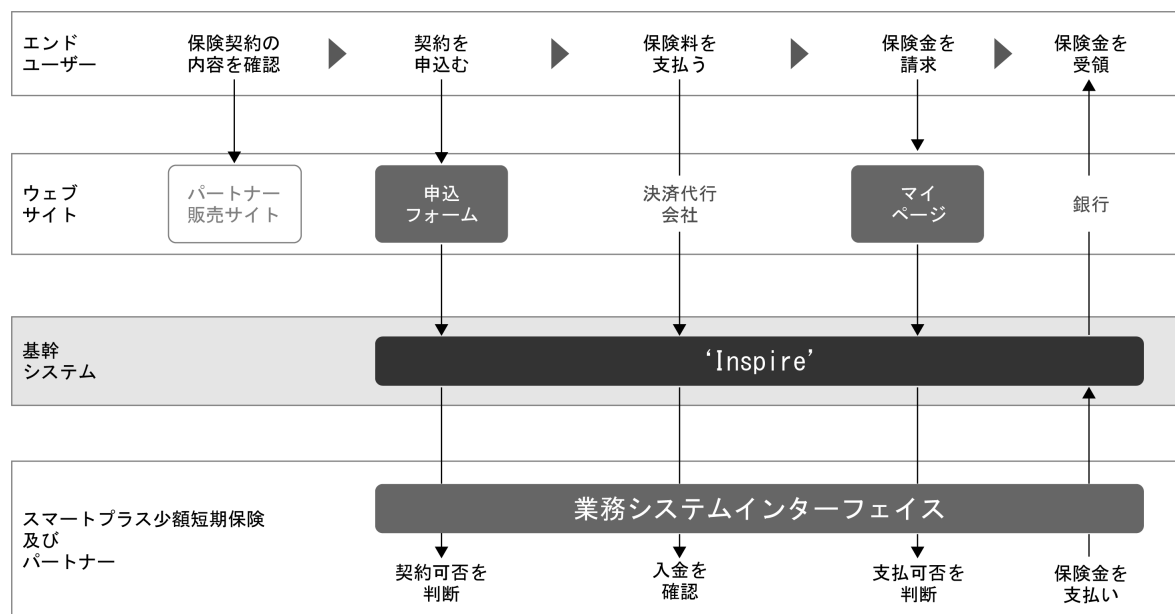 エンド
ユーザー
保険契約の
内容を確認
契約を
申込む
保険料を
支払う
保険金を
請求
保険金を
受領
ウェブ
サイト
パートナー
販売サイト
申込
フォーム
決済代行
会社
マイ
ページ
銀行
基幹
システム
‘Inspire’
スマートプラス少額短期保険
及び
パートナー
業務システムインターフェイス
契約可否を
判断
入金を
確認
支払可否を
判断
保険金を
支払い